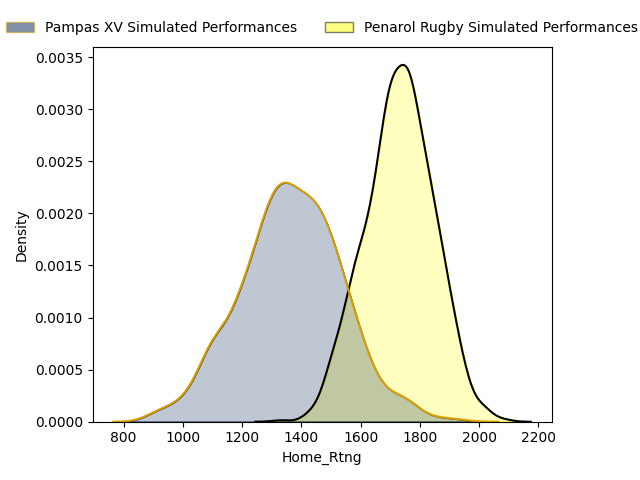 Pampas XV Simulated Performances Penarol Rugby Simulated Performances
0.0035
0.0030
0.0025
0.0020
0.0015
0.0010
0.0005
0.0000
Density
800 1000 1200 1400 1600 1800 2000 2200
Home_Rtng